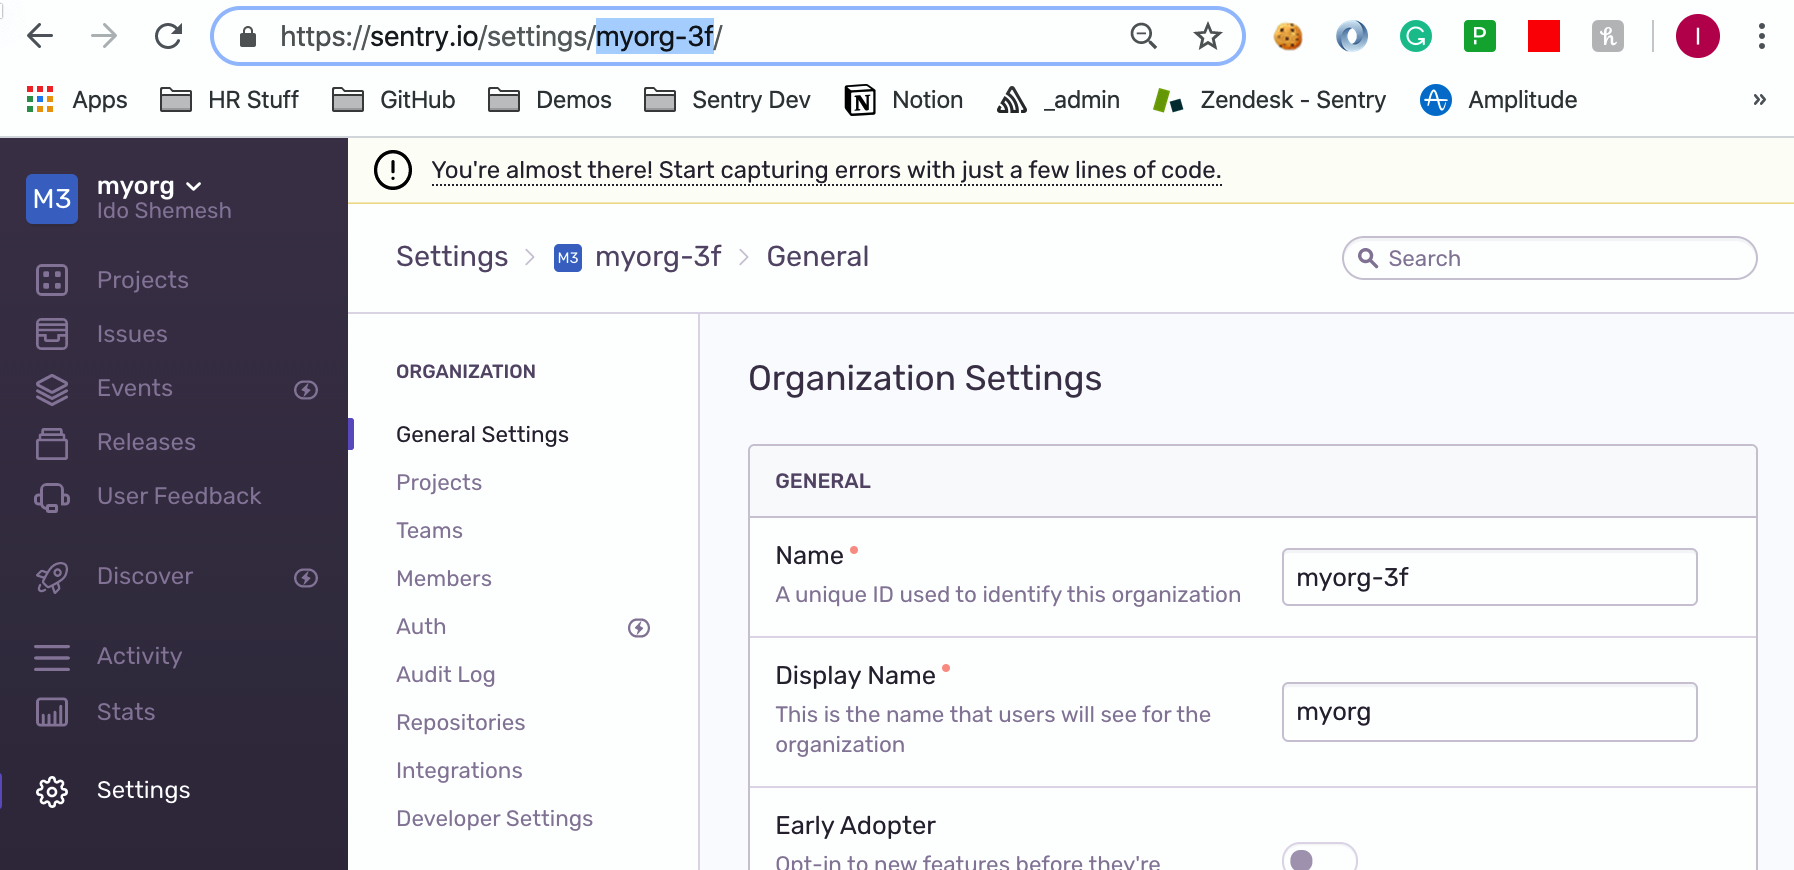 https://sentry.io/settings/myorg-3f/
Apps HR Stuff GitHub Demos Sentry Dev Notion _admin Zendesk - Sentry Amplitude »
M3 myorg
Ido Shemesh
Projects
Issues
Events
Releases
User Feedback
Discover
Activity
Stats
Settings
You're almost there! Start capturing errors with just a few lines of code.
Settings > M3 myorg-3f > General
Search
ORGANIZATION
General Settings
Projects
Teams
Members
Auth
Audit Log
Repositories
Integrations
Developer Settings
Organization Settings
GENERAL
Name
A unique ID used to identify this organization
myorg-3f
Display Name
This is the name that users will see for the
organization
myorg
Early Adopter
Opt-in to new features before they're